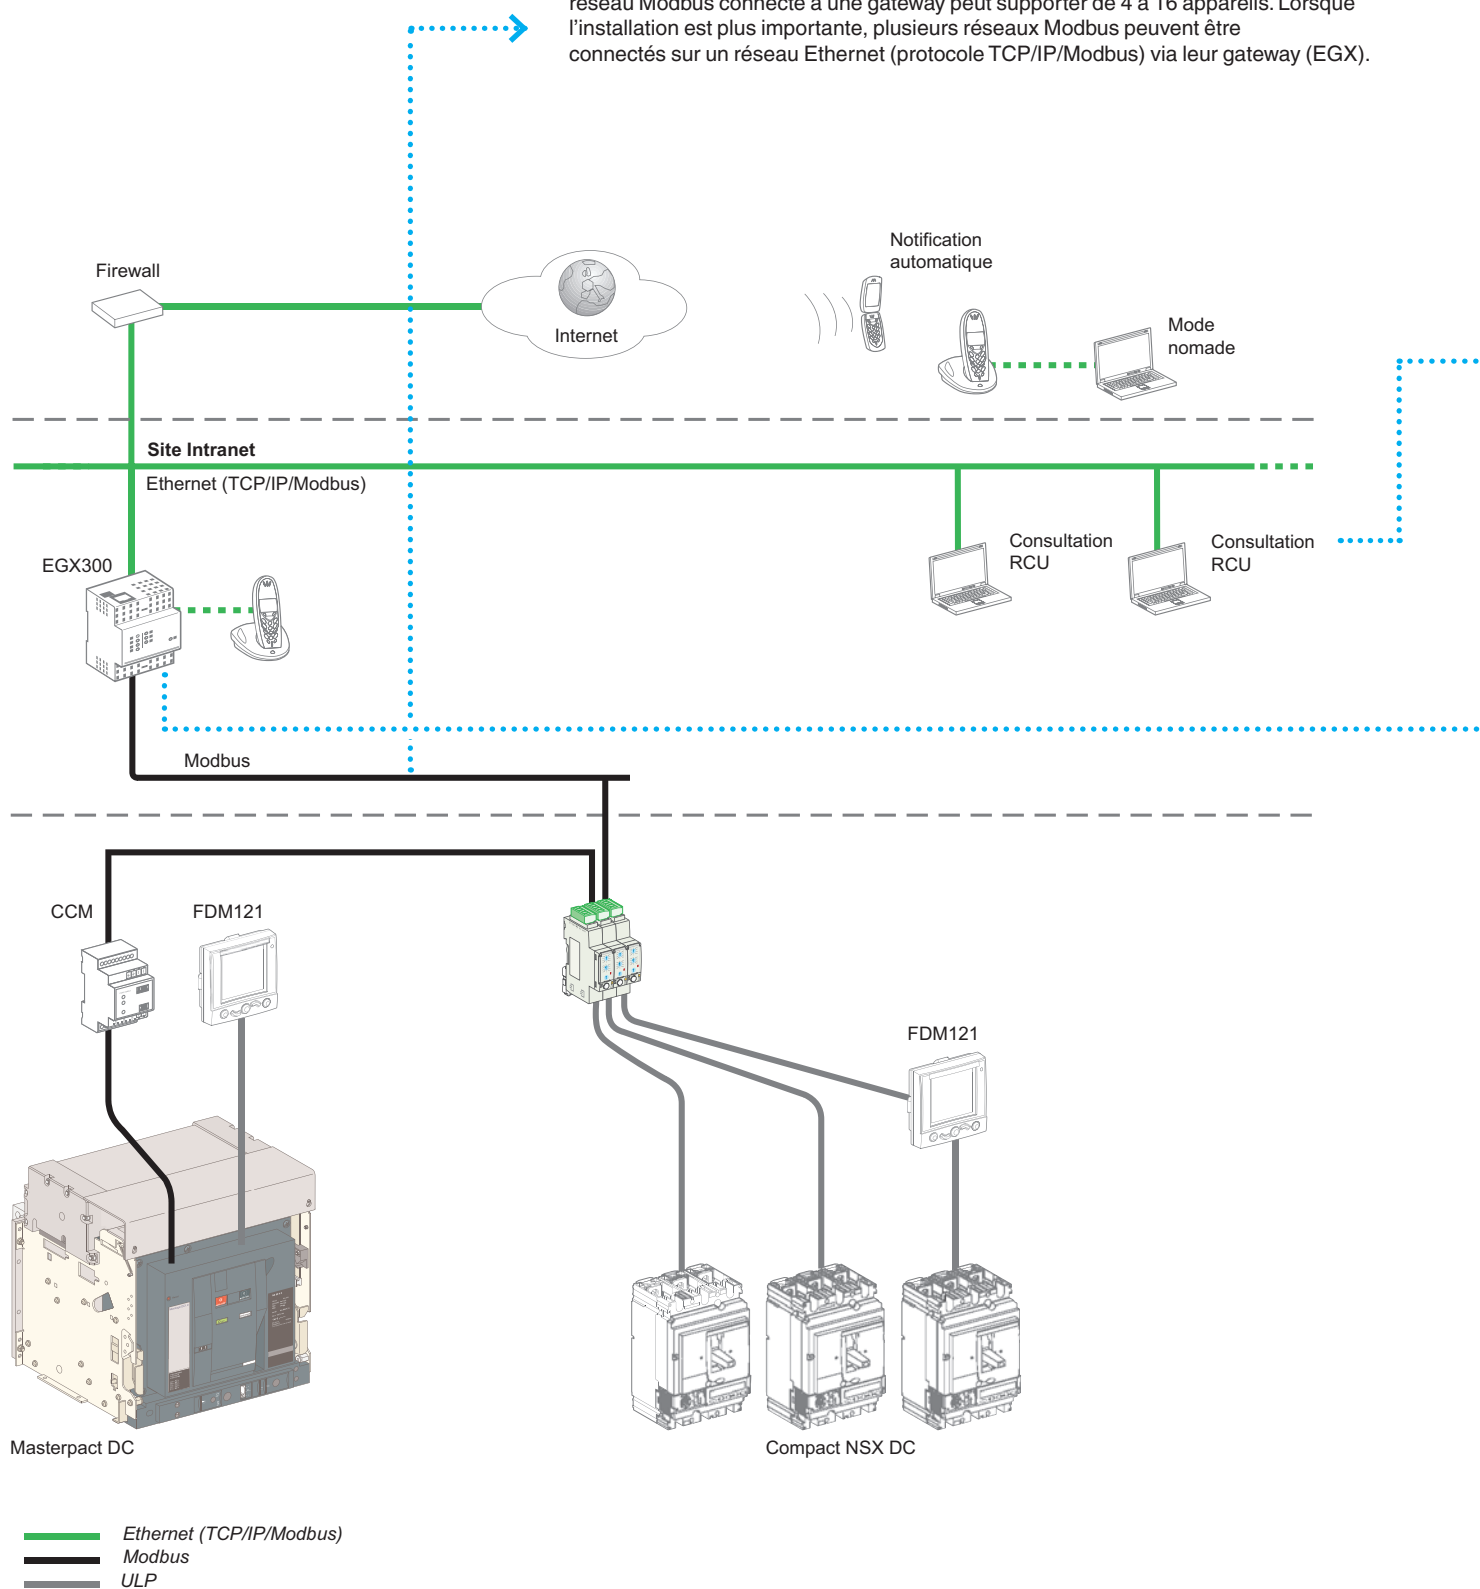 réseau Modbus connecté à une gateway peut supporter de 4 à 16 appareils. Lorsque
l'installation est plus importante, plusieurs réseaux Modbus peuvent être
connectés sur un réseau Ethernet (protocole TCP/IP/Modbus) via leur gateway (EGX).
Notification
automatique
Firewall
Internet
Mode
nomade
Site Intranet
Ethernet (TCP/IP/Modbus)
EGX300
Consultation
RCU
Consultation
RCU
Modbus
CCM
FDM121
FDM121
Masterpact DC
Compact NSX DC
Ethernet (TCP/IP/Modbus)
Modbus
ULP